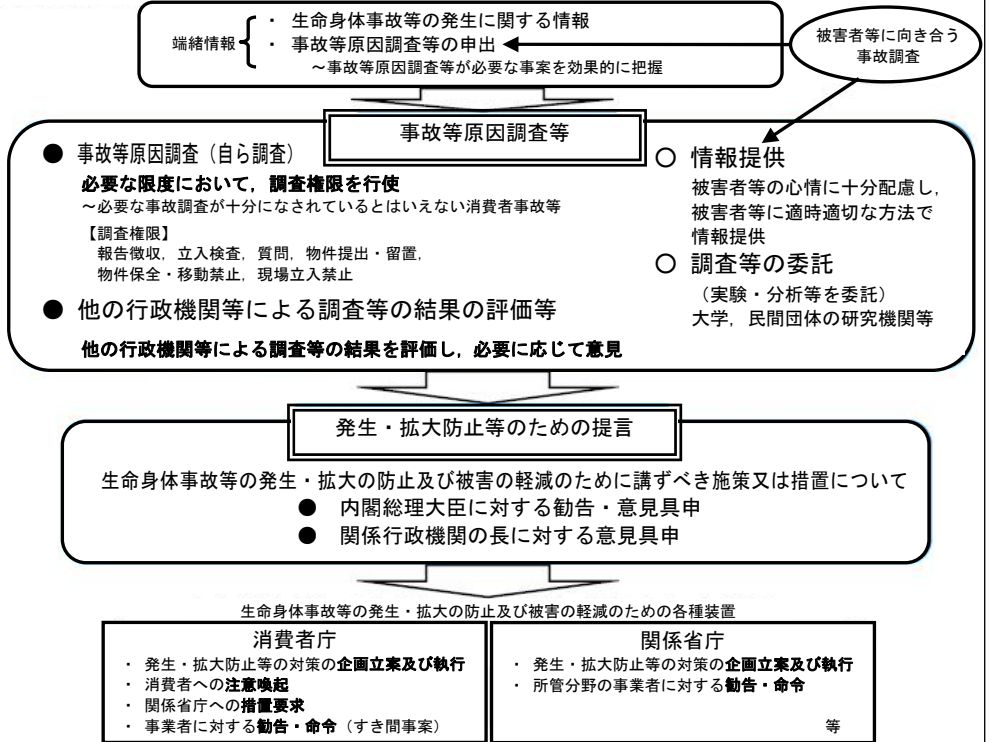 端緒情報
・ 生命身体事故等の発生に関する情報
・ 事故等原因調査等の申出
～事故等原因調査等が必要な事案を効果的に把握
被害者等に向き合う
事故調査
事故等原因調査等
● 事故等原因調査（自ら調査）
必要な限度において，調査権限を行使
～必要な事故調査が十分になされているとはいえない消費者事故等
【調査権限】
報告徴収，立入検査，質問，物件提出・留置，
物件保全・移動禁止，現場立入禁止
● 他の行政機関等による調査等の結果の評価等
他の行政機関等による調査等の結果を評価し，必要に応じて意見
○ 情報提供
被害者等の心情に十分配慮し，
被害者等に適時適切な方法で
情報提供
○ 調査等の委託
（実験・分析等を委託）
大学，民間団体の研究機関等
発生・拡大防止等のための提言
生命身体事故等の発生・拡大の防止及び被害の軽減のために講ずべき施策又は措置について
● 内閣総理大臣に対する勧告・意見具申
● 関係行政機関の長に対する意見具申
生命身体事故等の発生・拡大の防止及び被害の軽減のための各種装置
消費者庁
・ 発生・拡大防止等の対策の企画立案及び執行
・ 消費者への注意喚起
・ 関係省庁への措置要求
・ 事業者に対する勧告・命令（すき間事案）
関係省庁
・ 発生・拡大防止等の対策の企画立案及び執行
・ 所管分野の事業者に対する勧告・命令
等